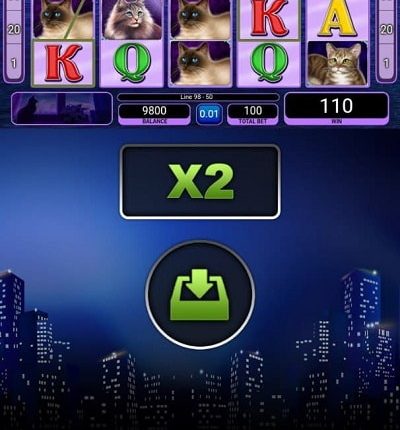 20 K A 20
1 K Q Q 1
Line 98 - 50
9800 0.01 100 110
BALANCE TOTAL BET WIN
X2